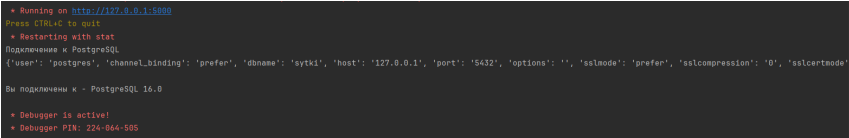 * Running on http://127.0.0.1:5000
Press CTRL+C to quit
* Restarting with stat
Подключение к PostgreSQL
{'user': 'postgres', 'channel_binding': 'prefer', 'dbname': 'sytki', 'host': '127.0.0.1', 'port': '5432', 'options': '', 'sslmode': 'prefer', 'sslcompression': '0', 'sslcertmode'
Вы подключены к - PostgreSQL 16.0
* Debugger is active!
* Debugger PIN: 224-064-505